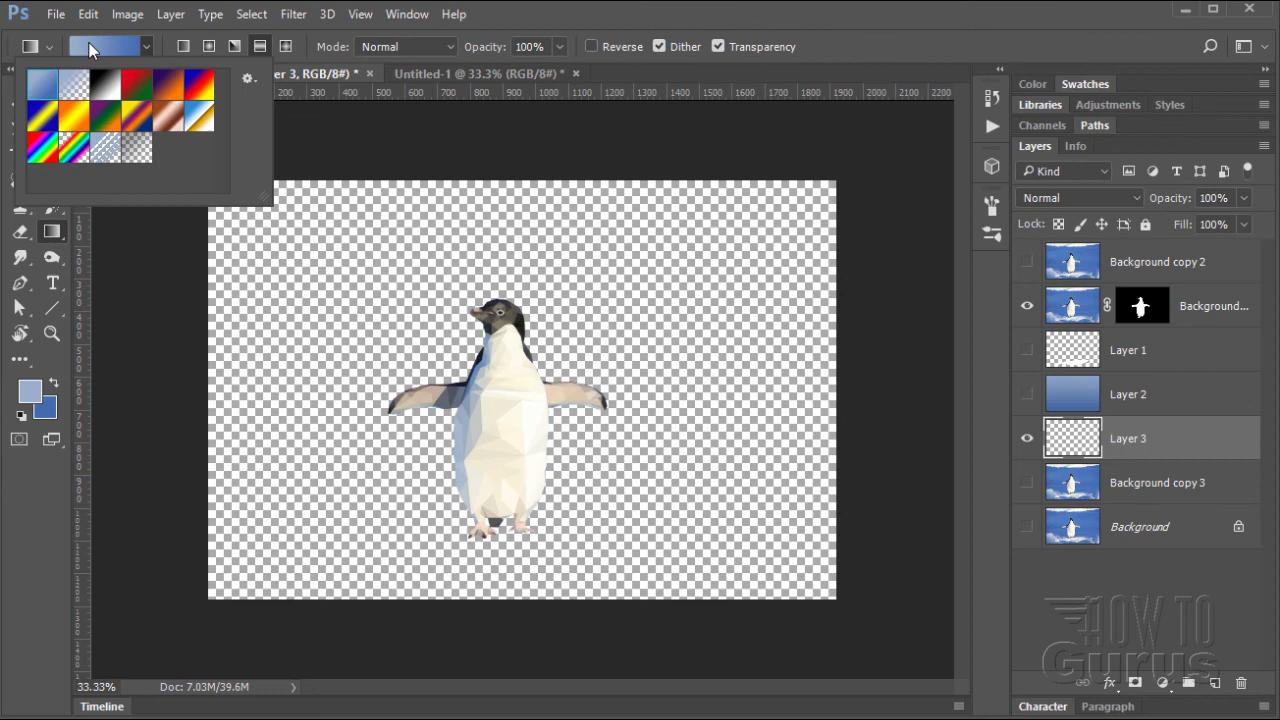 Ps File Edit Image Layer Type Select Filter 3D View Window Help
Mode: Normal Opacity: 100% Reverse Dither Transparency
er 3, RGB/8#) * × Untitled-1 @ 33.3% (RGB/8#) * ×
200 300 400 500 600 700 800 900 1000 1100 1200 1300 1400 1500 1600 1700 1800 1900 2000 2100 2200
Color Swatches
Libraries Adjustments Styles
Channels Paths
Layers Info
Kind
Normal Opacity: 100%
Lock: Fill: 100%
Background copy 2
Background...
Layer 1
Layer 2
Layer 3
Background copy 3
Background
HOW TO
Gurus
33.33% Doc: 7.03M/39.6M
Timeline
Character Paragraph